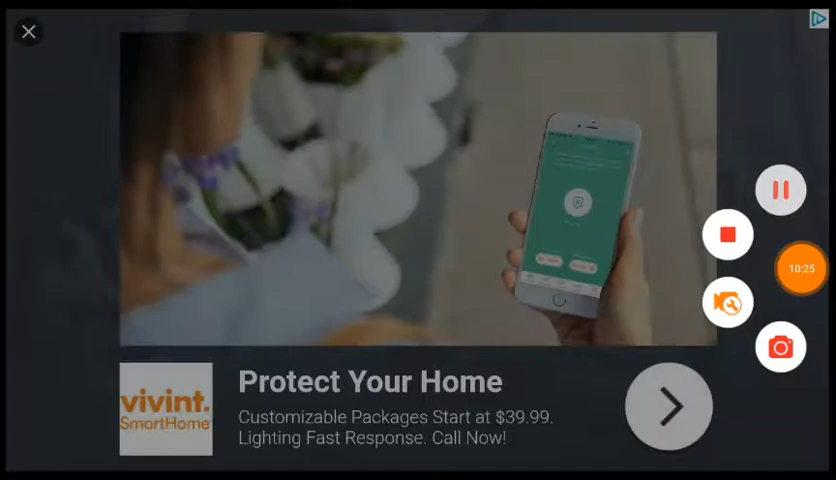 10:25
vivint.
SmartHome
Protect Your Home
Customizable Packages Start at $39.99.
Lighting Fast Response. Call Now!